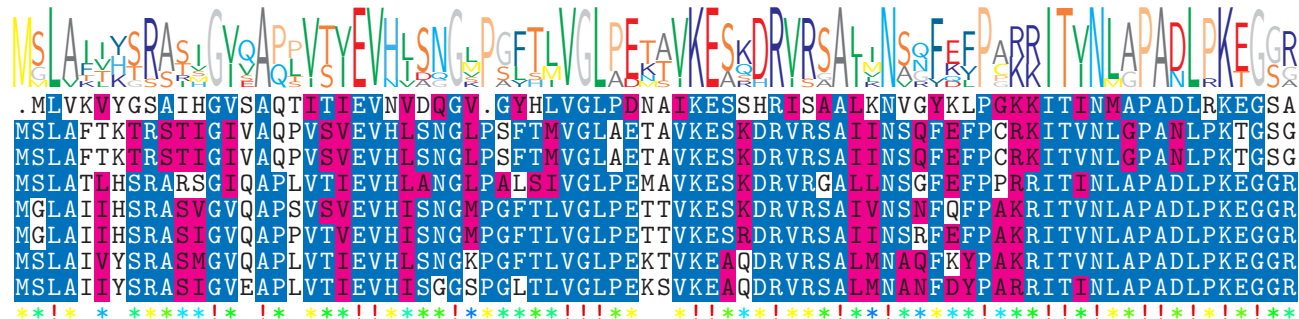 .MLVKVYGSAIHGVSAQTITIEVNVDQGV.GYHLVGLPDNAIKESSHRISAALKNVGYKLPGKKITINMAPADLRKEGSA
MSLAFTKTRSTIGIVAQPVSVEVHLSNGLPSFTMVGLAETAVKESKDRVRSAIINSQFEFPCRKITVNLGPANLPKTGSG
MSLAFTKTRSTIGIVAQPVSVEVHLSNGLPSFTMVGLAETAVKESKDRVRSAIINSQFEFPCRKITVNLGPANLPKTGSG
MSLATLHSRARSGIQAPLVTIEVHLANGLPALSIVGLPEMAVKESKDRVRGALLNSGFEFPPRRITINLAPADLPKEGGR
MGLAIIHSRASVGVQAPSVSVEVHISNGMPGFTLVGLPETTVKESKDRVRSAIVNSNFQFPAKRITVNLAPADLPKEGGR
MGLAIIHSRASIGVQAPPVTVEVHISNGMPGFTLVGLPETTVKESRDRVRSAIINSRFEFPAKRITVNLAPADLPKEGGR
MSLAIVYSRASMGVQAPLVTIEVHLSNGKPGFTLVGLPEKTVKEAQDRVRSALMNAQFKYPAKRITVNLAPADLPKEGGR
MSLAIIYSRASIGVEAPLVTIEVHISGGSPGLTLVGLPEKSVKEAQDRVRSALMNANFDYPARRITINLAPADLPKEGGR